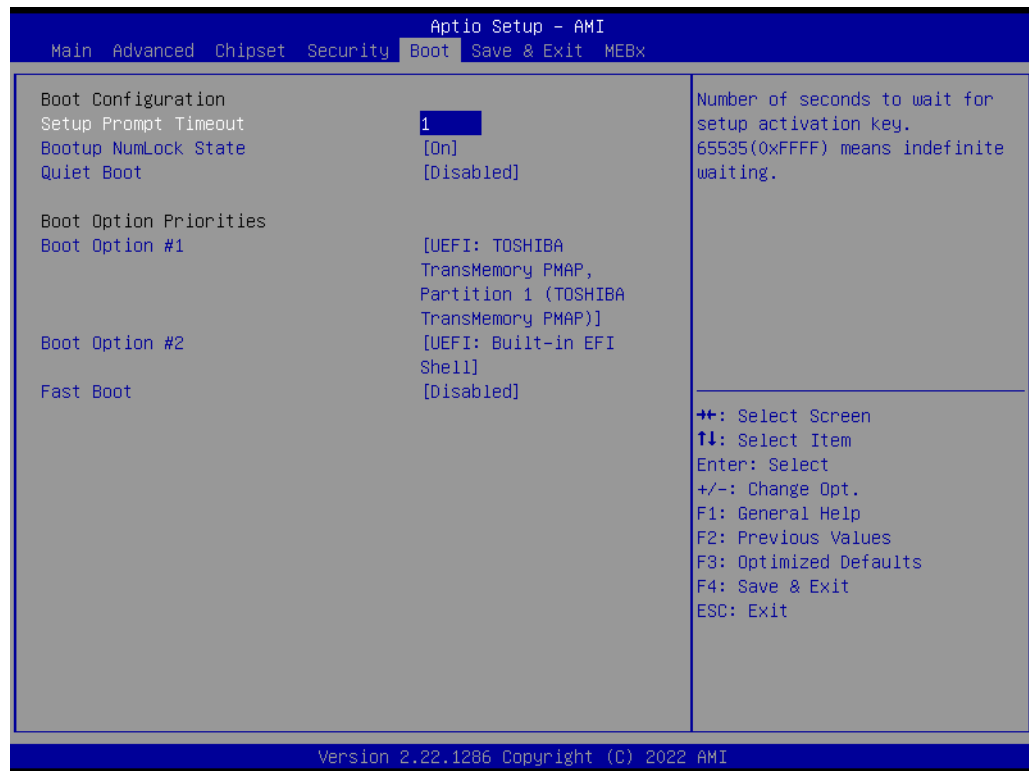 Aptio Setup – AMI
Main Advanced Chipset Security Boot Save & Exit MEBx
Boot Configuration
Setup Prompt Timeout 1
Bootup NumLock State [On]
Quiet Boot [Disabled]
Boot Option Priorities
Boot Option #1 [UEFI: TOSHIBA
TransMemory PMAP,
Partition 1 (TOSHIBA
TransMemory PMAP)]
Boot Option #2 [UEFI: Built-in EFI
Shell]
Fast Boot [Disabled]
Number of seconds to wait for
setup activation key.
65535(0xFFFF) means indefinite
waiting.
→←: Select Screen
↑↓: Select Item
Enter: Select
+/-: Change Opt.
F1: General Help
F2: Previous Values
F3: Optimized Defaults
F4: Save & Exit
ESC: Exit
Version 2.22.1286 Copyright (C) 2022 AMI